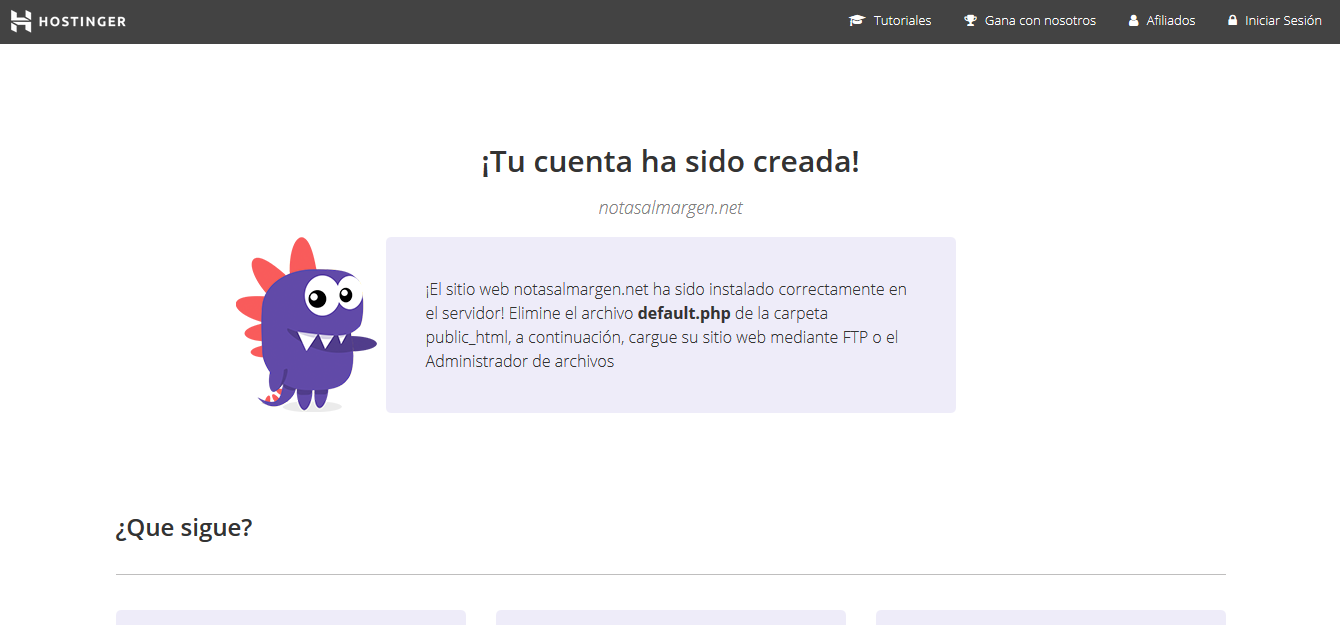 HOSTINGER
Tutoriales
Gana con nosotros
Afiliados
Iniciar Sesión
¡Tu cuenta ha sido creada!
notasalmargen.net
¡El sitio web notasalmargen.net ha sido instalado correctamente en
el servidor! Elimine el archivo default.php de la carpeta
public_html, a continuación, cargue su sitio web mediante FTP o el
Administrador de archivos
¿Que sigue?